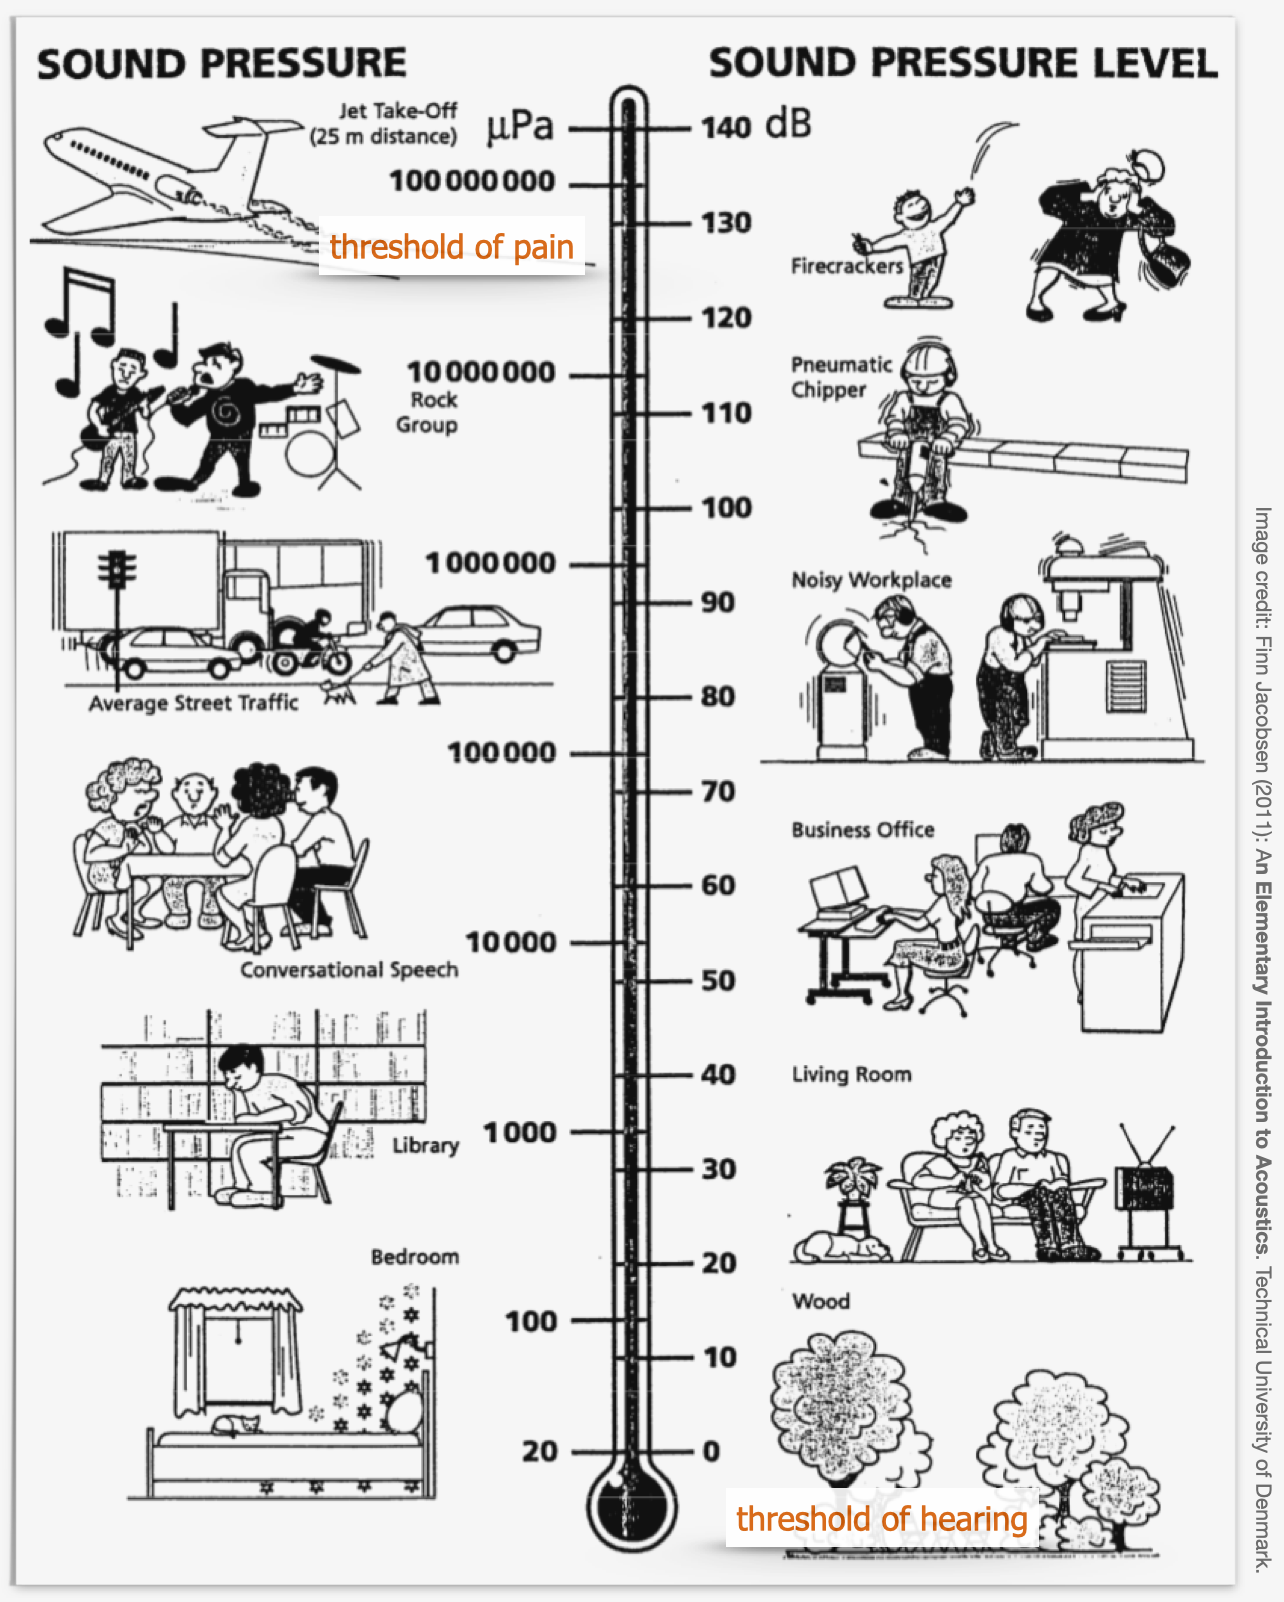 SOUND PRESSURE
SOUND PRESSURE LEVEL
Jet Take-Off
(25 m distance)
µPa
140 dB
100 000 000
130
threshold of pain
Firecrackers
120
Pneumatic
Chipper
10 000 000
Rock
Group
110
100
1 000 000
Noisy Workplace
90
Average Street Traffic
80
100 000
70
Business Office
60
10 000
Conversational Speech
50
40
Living Room
1 000
Library
30
Bedroom
20
Wood
100
10
20
0
threshold of hearing
Image credit: Finn Jacobsen (2011): An Elementary Introduction to Acoustics. Technical University of Denmark.